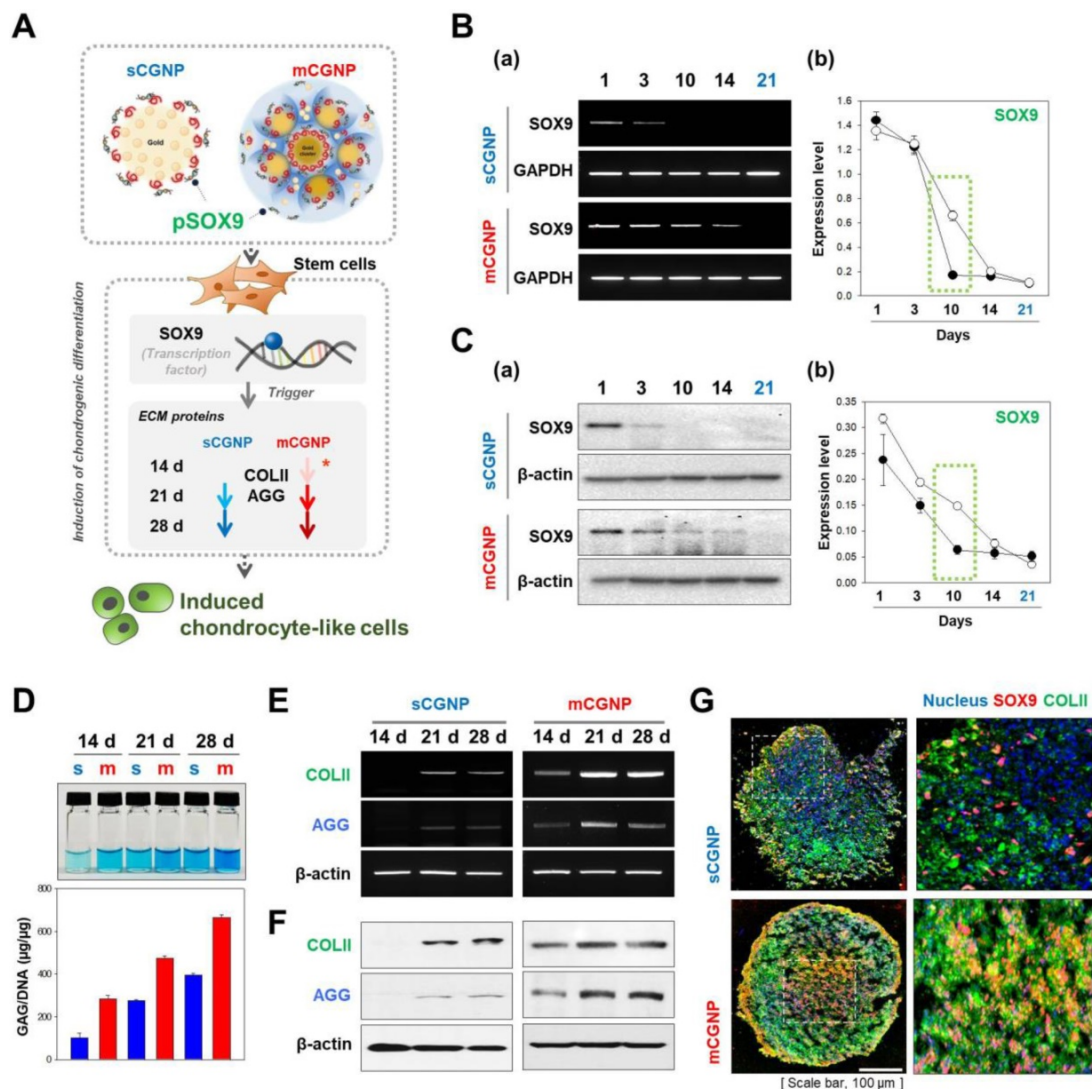 A
sCGNP
mCGNP
Gold
Gold cluster
pSOX9
Stem cells
Induction of chondrogenic differentiation
SOX9
(Transcription
factor)
Trigger
ECM proteins
sCGNP mCGNP
14 d *
COLII
21 d AGG
28 d
Induced
chondrocyte-like cells
B
(a)
1 3 10 14 21
sCGNP
SOX9
GAPDH
mCGNP
SOX9
GAPDH
(b)
SOX9
Expression level
1.6
1.4
1.2
1.0
0.8
0.6
0.4
0.2
0.0
1 3 10 14 21
Days
C
(a)
1 3 10 14 21
sCGNP
SOX9
β-actin
mCGNP
SOX9
β-actin
(b)
SOX9
Expression level
0.35
0.30
0.25
0.20
0.15
0.10
0.05
0.00
1 3 10 14 21
Days
D
14 d 21 d 28 d
s m s m s m
GAG/DNA (µg/µg)
800
600
400
200
0
E
sCGNP mCGNP
14 d 21 d 28 d 14 d 21 d 28 d
COLII
AGG
β-actin
F
COLII
AGG
β-actin
G
Nucleus SOX9 COLII
sCGNP
mCGNP
[ Scale bar, 100 µm ]